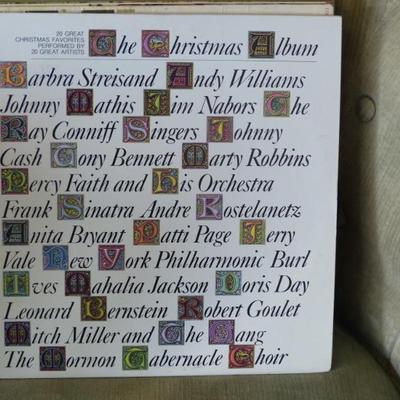 20 GREAT
CHRISTMAS FAVORITES
PERFORMED BY
20 GREAT ARTISTS
The Christmas Album
Barbra Streisand Andy Williams
Johnny Mathis Jim Nabors The
Ray Conniff Singers Johnny
Cash Tony Bennett Marty Robbins
Percy Faith and His Orchestra
Frank Sinatra Andre Kostelanetz
Anita Bryant Patti Page Jerry
Vale New York Philharmonic Burl
Ives Mahalia Jackson Doris Day
Leonard Bernstein Robert Goulet
Mitch Miller and The Gang
The Mormon Tabernacle Choir